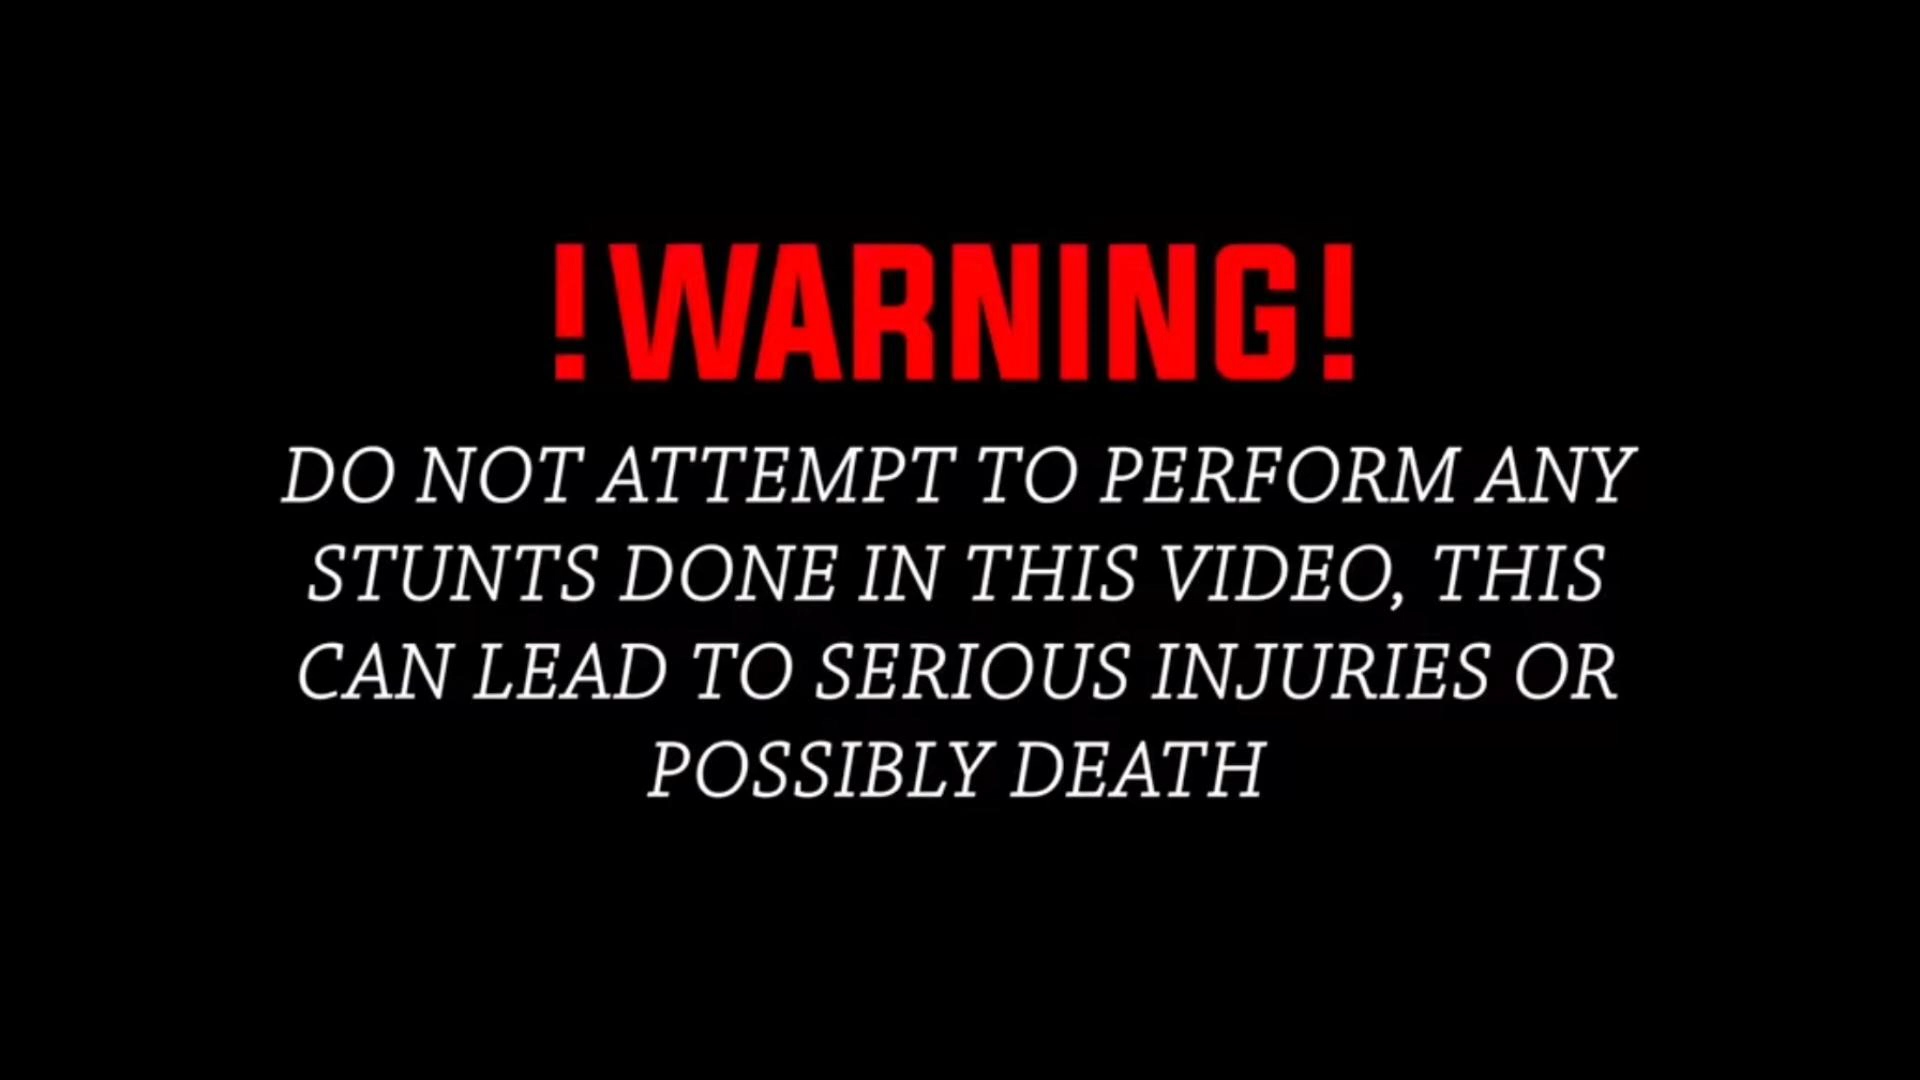 !WARNING!
DO NOT ATTEMPT TO PERFORM ANY
STUNTS DONE IN THIS VIDEO, THIS
CAN LEAD TO SERIOUS INJURIES OR
POSSIBLY DEATH